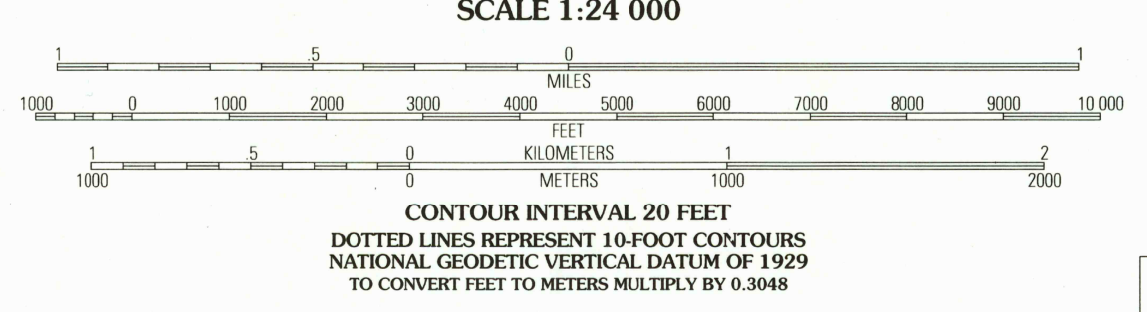 SCALE 1:24 000
1 .5 0 1
MILES
1000 0 1000 2000 3000 4000 5000 6000 7000 8000 9000 10 000
FEET
1 .5 0 KILOMETERS 1 2
1000 0 METERS 1000 2000
CONTOUR INTERVAL 20 FEET
DOTTED LINES REPRESENT 10-FOOT CONTOURS
NATIONAL GEODETIC VERTICAL DATUM OF 1929
TO CONVERT FEET TO METERS MULTIPLY BY 0.3048